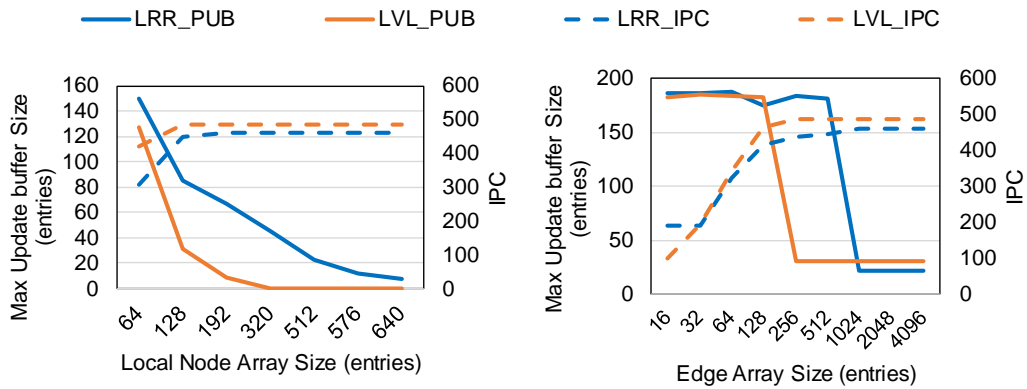 LRR_PUB LVL_PUB LRR_IPC LVL_IPC
Max Update buffer Size
(entries)
160
140
120
100
80
60
40
20
0
600
500
400
300
200
100
0
IPC
64 128 192 320 512 576 640
Local Node Array Size (entries)
Max Update buffer Size
(entries)
200
150
100
50
0
600
500
400
300
200
100
0
IPC
16 32 64 128 256 512 1024 2048 4096
Edge Array Size (entries)